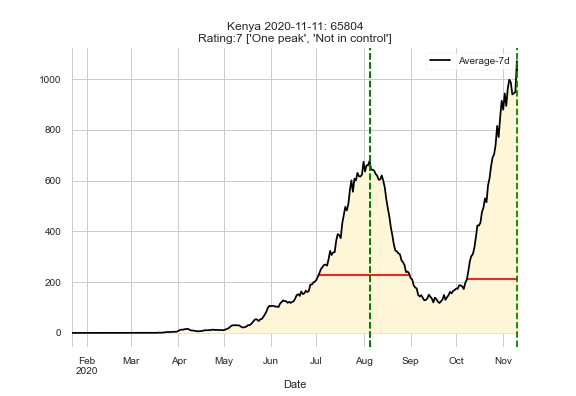 Kenya 2020-11-11: 65804
Rating:7 ['One peak', 'Not in control']
Average-7d
1000
800
600
400
200
0
Feb Mar Apr May Jun Jul Aug Sep Oct Nov
2020
Date